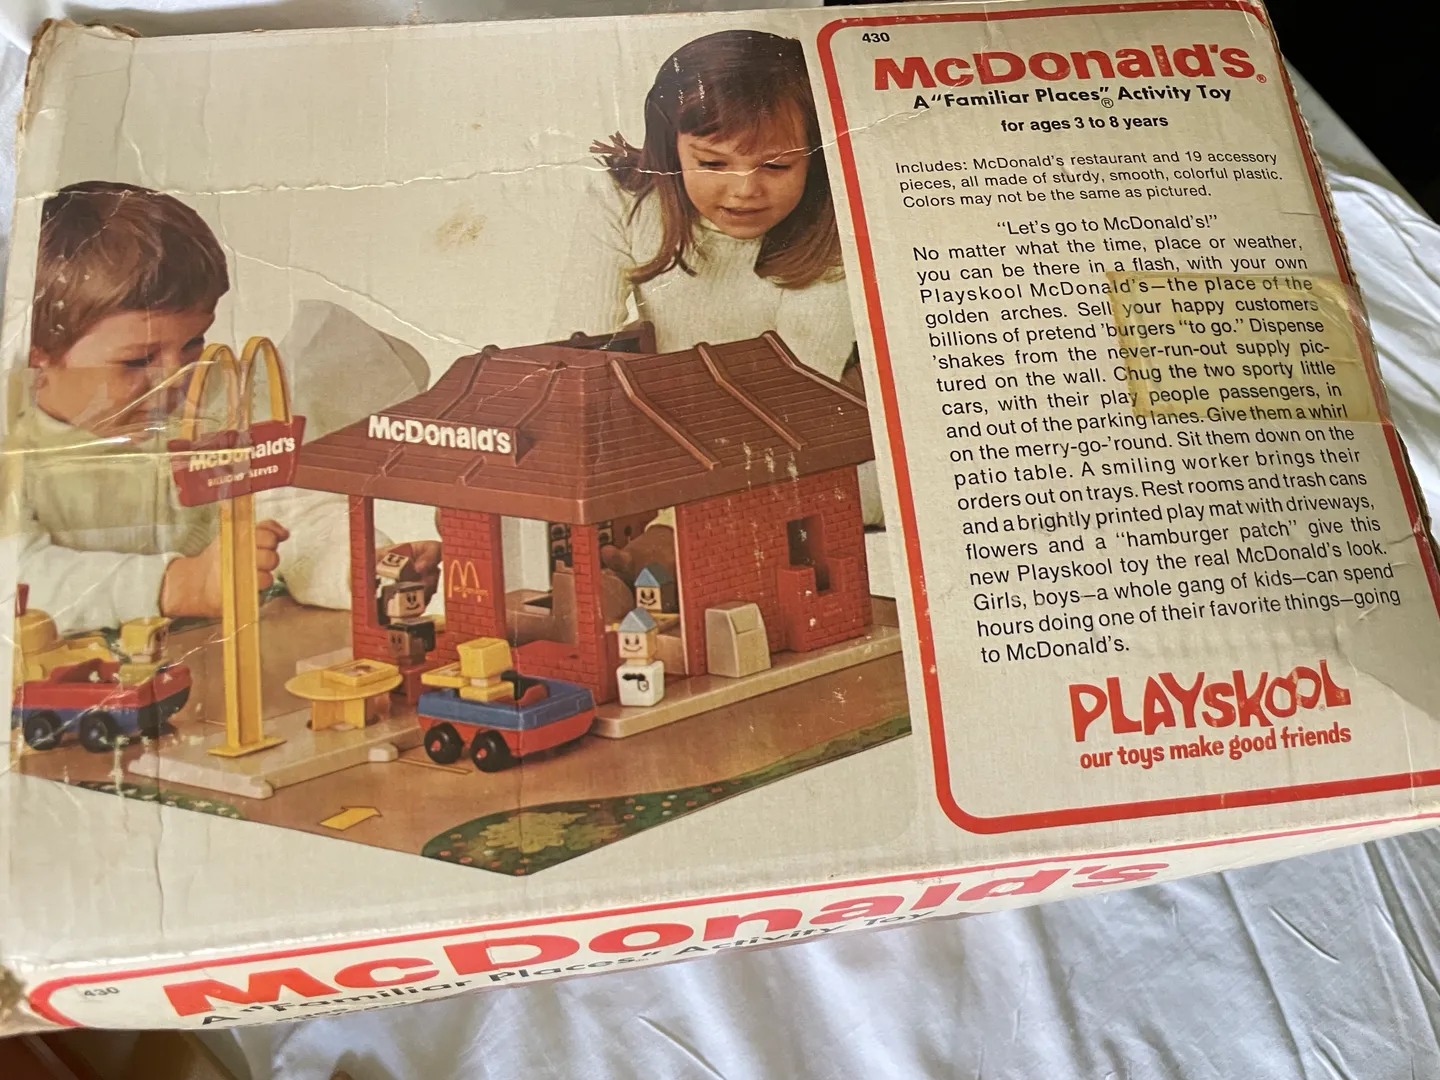 430
McDonald's®
A "Familiar Places"® Activity Toy
for ages 3 to 8 years
Includes: McDonald's restaurant and 19 accessory
pieces, all made of sturdy, smooth, colorful plastic.
Colors may not be the same as pictured.
"Let's go to McDonald's!"
No matter what the time, place or weather,
you can be there in a flash, with your own
Playskool McDonald's—the place of the
golden arches. Sell your happy customers
billions of pretend 'burgers "to go." Dispense
'shakes from the never-run-out supply pic-
tured on the wall. Chug the two sporty little
cars, with their play people passengers, in
and out of the parking lanes. Give them a whirl
on the merry-go-'round. Sit them down on the
patio table. A smiling worker brings their
orders out on trays. Rest rooms and trash cans
and a brightly printed play mat with driveways,
flowers and a "hamburger patch" give this
new Playskool toy the real McDonald's look.
Girls, boys—a whole gang of kids—can spend
hours doing one of their favorite things—going
to McDonald's.
PLAYSKOOL
our toys make good friends
McDonald's
McDonald's
BILLIONS SERVED
430
McDonald's
A "Familiar Places" Activity Toy